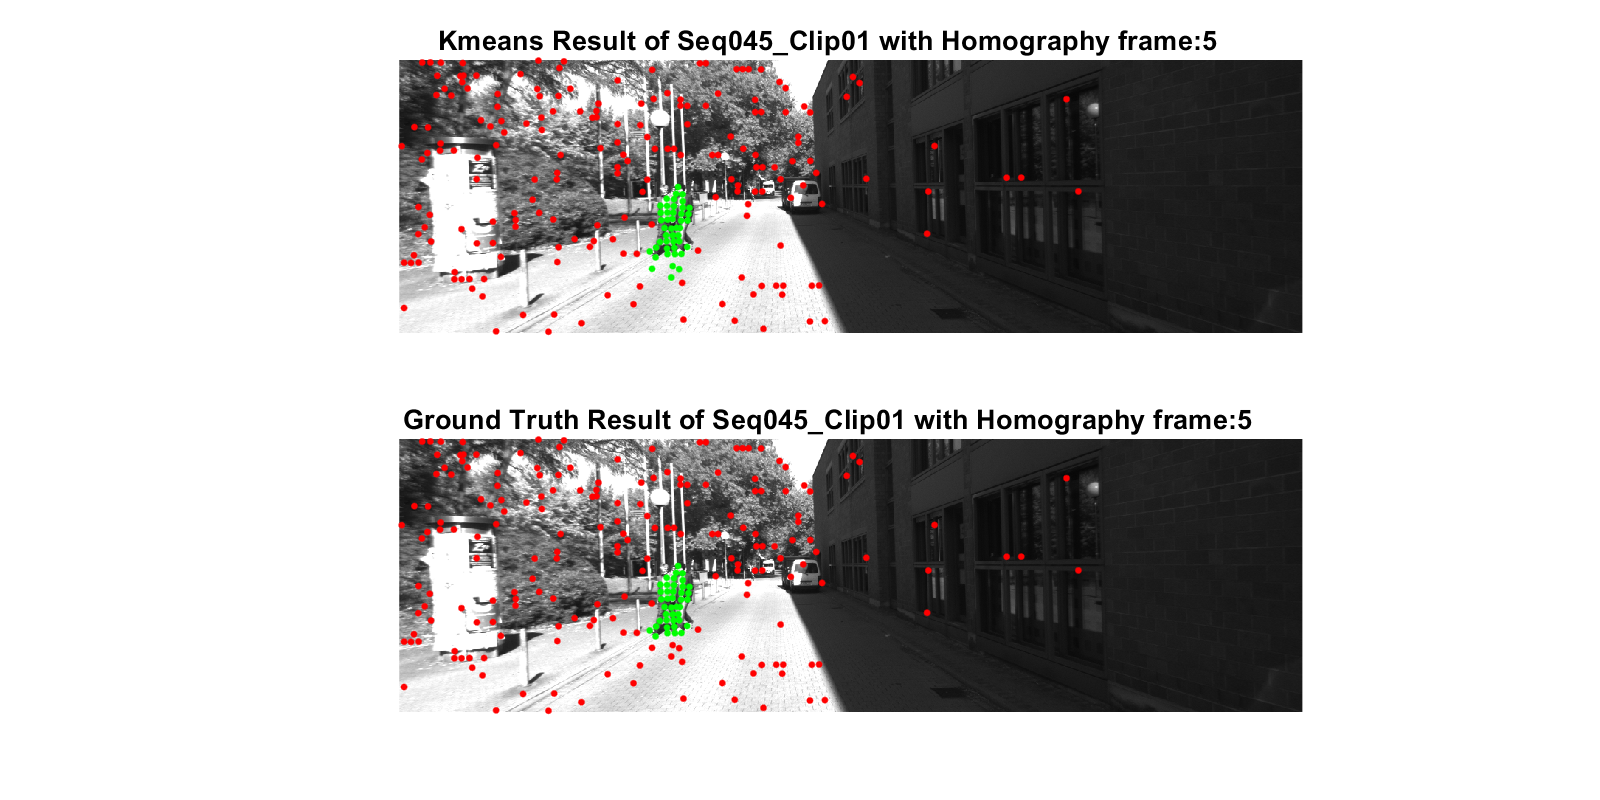 Kmeans Result of Seq045_Clip01 with Homography frame:5
Ground Truth Result of Seq045_Clip01 with Homography frame:5